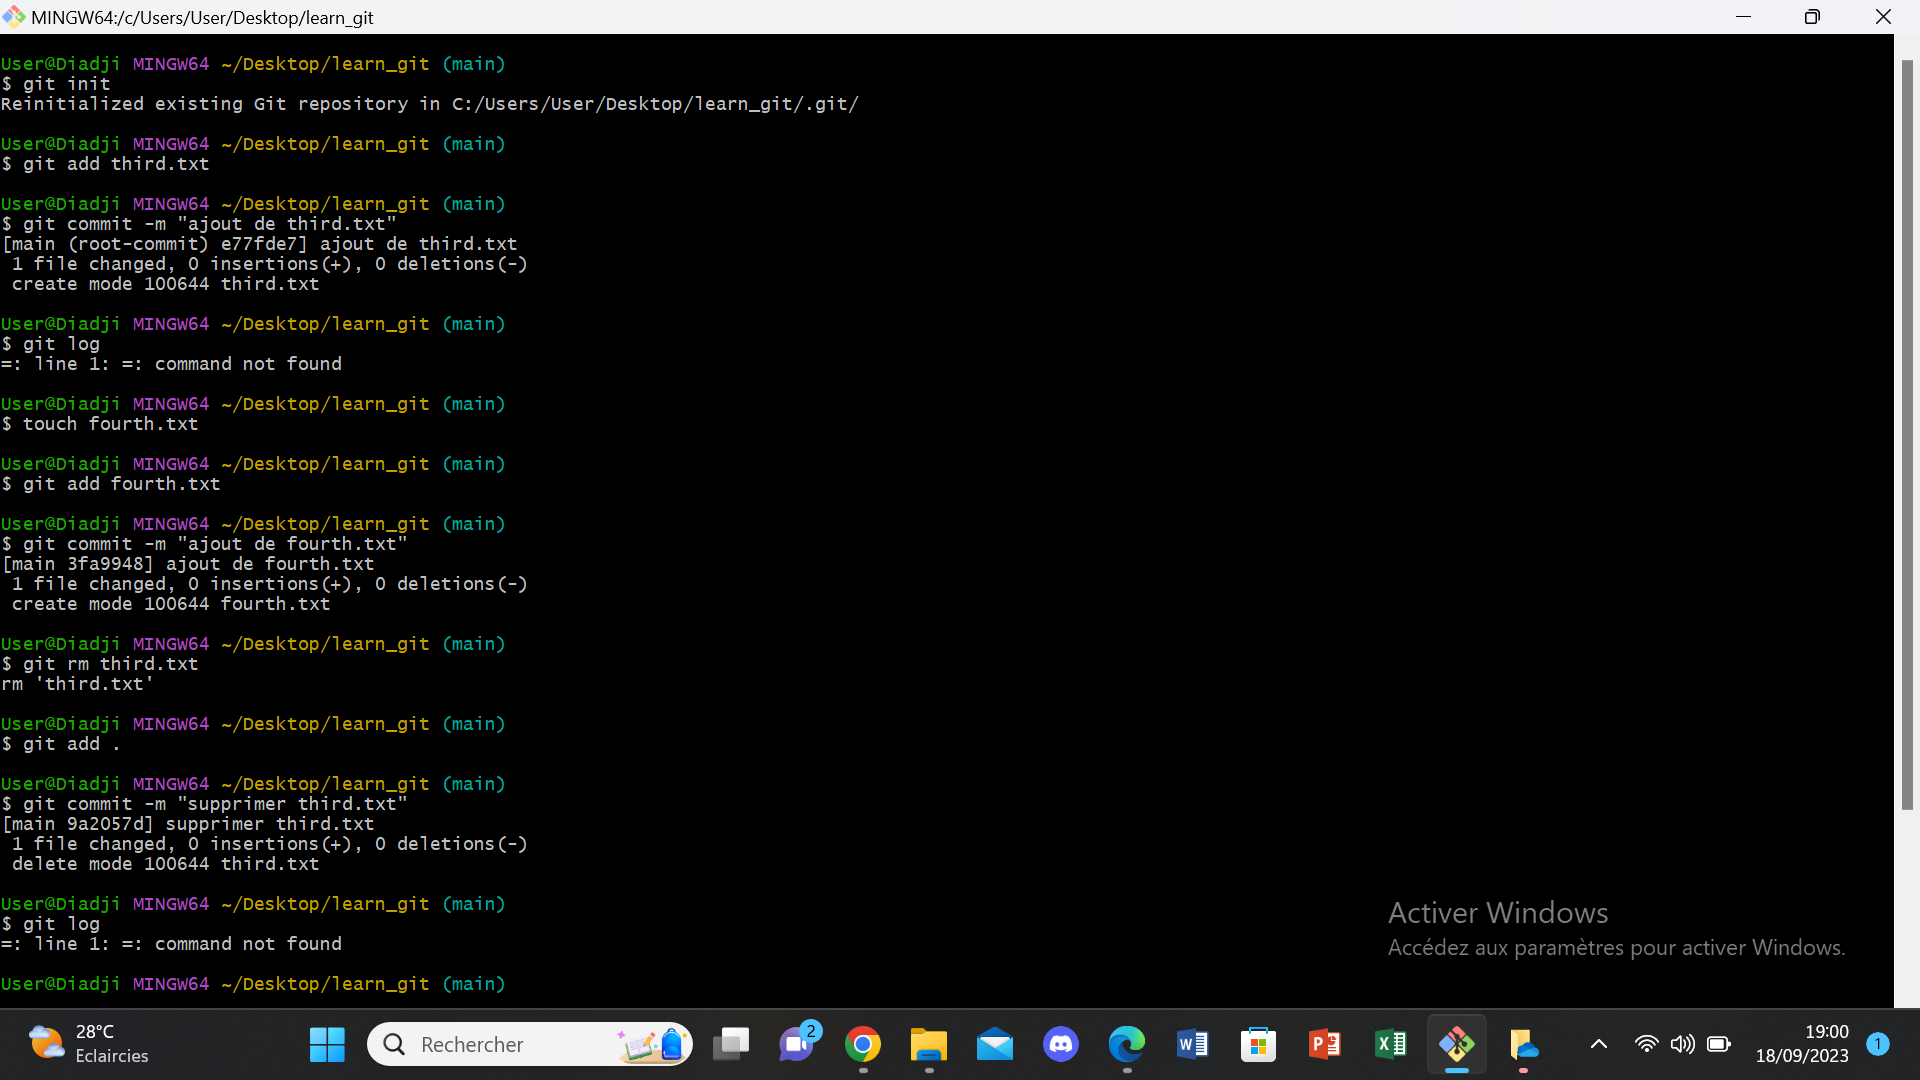 MINGW64:/c/Users/User/Desktop/learn_git
User@Diadji MINGW64 ~/Desktop/learn_git (main)
$ git init
Reinitialized existing Git repository in C:/Users/User/Desktop/learn_git/.git/
User@Diadji MINGW64 ~/Desktop/learn_git (main)
$ git add third.txt
User@Diadji MINGW64 ~/Desktop/learn_git (main)
$ git commit -m "ajout de third.txt"
[main (root-commit) e77fde7] ajout de third.txt
 1 file changed, 0 insertions(+), 0 deletions(-)
 create mode 100644 third.txt
User@Diadji MINGW64 ~/Desktop/learn_git (main)
$ git log
=: line 1: =: command not found
User@Diadji MINGW64 ~/Desktop/learn_git (main)
$ touch fourth.txt
User@Diadji MINGW64 ~/Desktop/learn_git (main)
$ git add fourth.txt
User@Diadji MINGW64 ~/Desktop/learn_git (main)
$ git commit -m "ajout de fourth.txt"
[main 3fa9948] ajout de fourth.txt
 1 file changed, 0 insertions(+), 0 deletions(-)
 create mode 100644 fourth.txt
User@Diadji MINGW64 ~/Desktop/learn_git (main)
$ git rm third.txt
rm 'third.txt'
User@Diadji MINGW64 ~/Desktop/learn_git (main)
$ git add .
User@Diadji MINGW64 ~/Desktop/learn_git (main)
$ git commit -m "supprimer third.txt"
[main 9a2057d] supprimer third.txt
 1 file changed, 0 insertions(+), 0 deletions(-)
 delete mode 100644 third.txt
User@Diadji MINGW64 ~/Desktop/learn_git (main)
$ git log
=: line 1: =: command not found
User@Diadji MINGW64 ~/Desktop/learn_git (main)
Activer Windows
Accédez aux paramètres pour activer Windows.
28°C
Eclaircies
Rechercher
2
W
P
X
19:00
18/09/2023
1